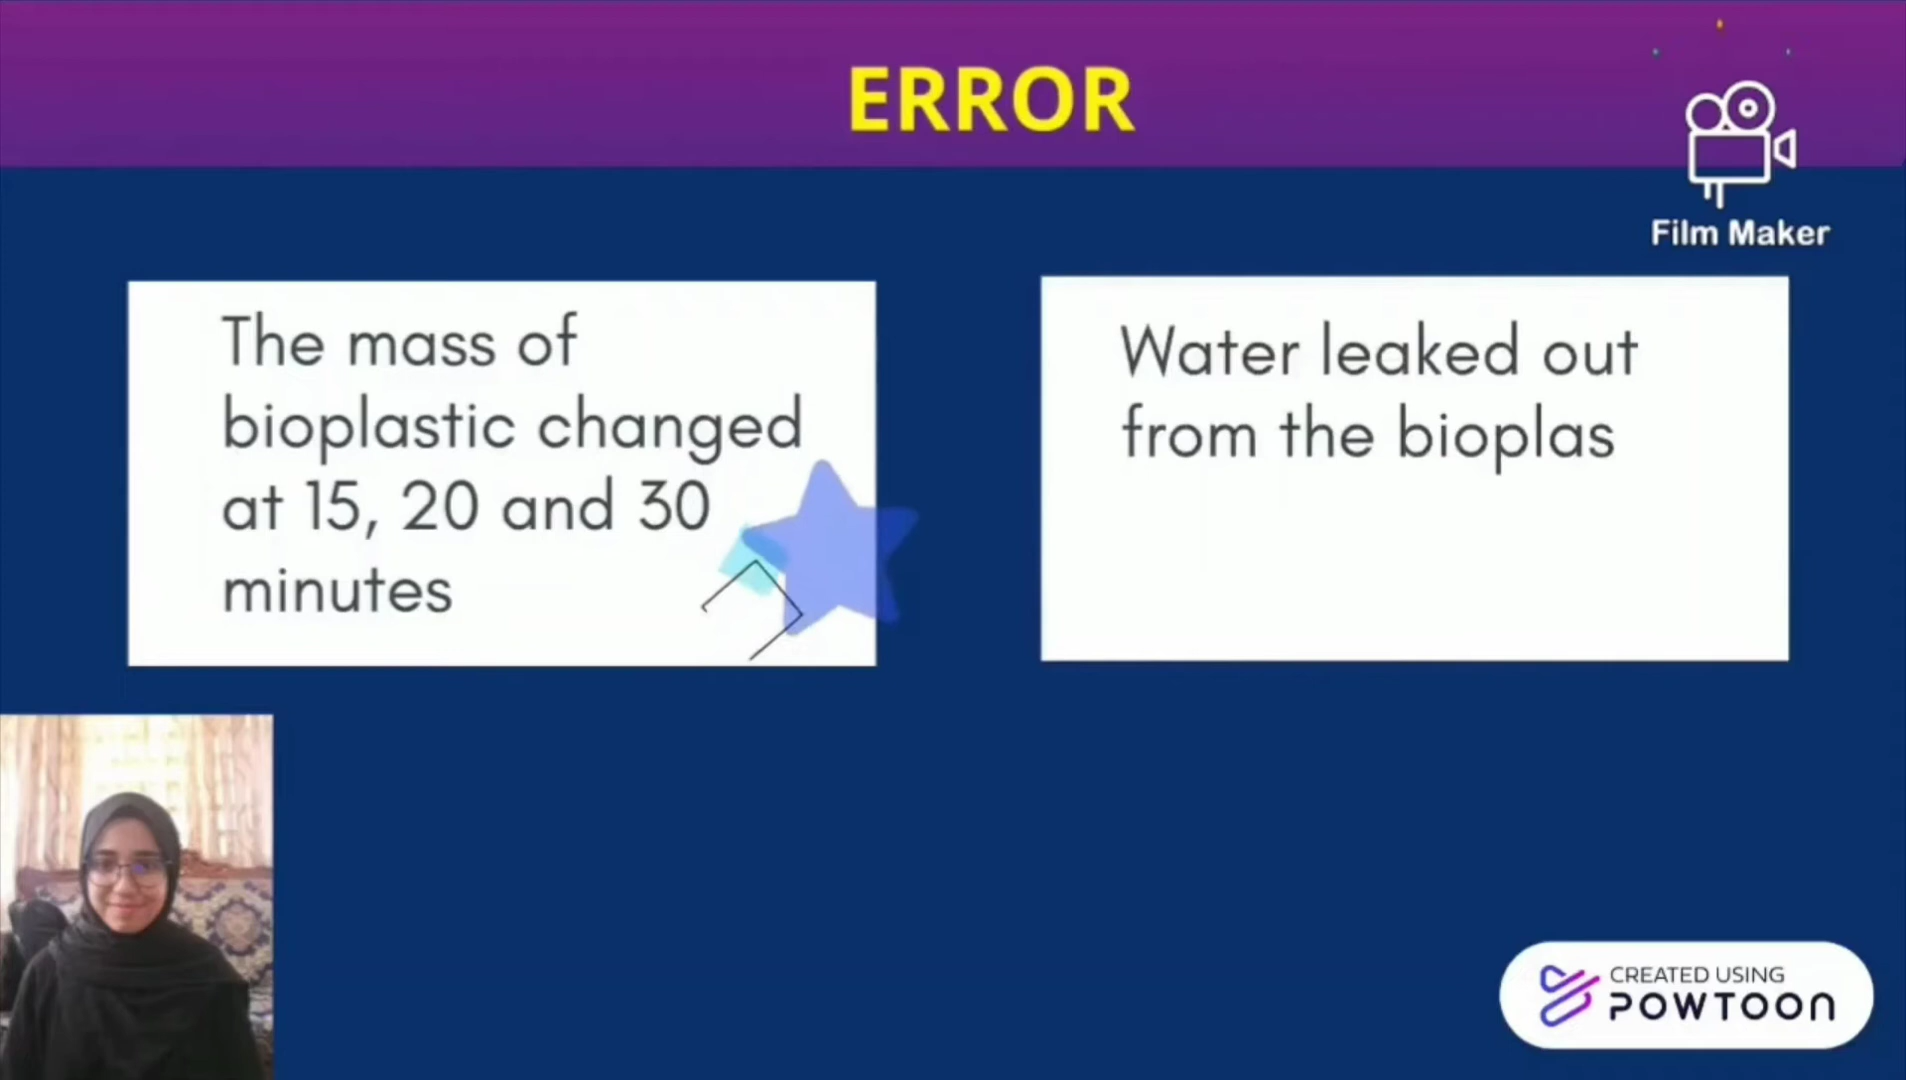 ERROR
Film Maker
The mass of
bioplastic changed
at 15, 20 and 30
minutes
Water leaked out
from the bioplas
CREATED USING
POWTOON